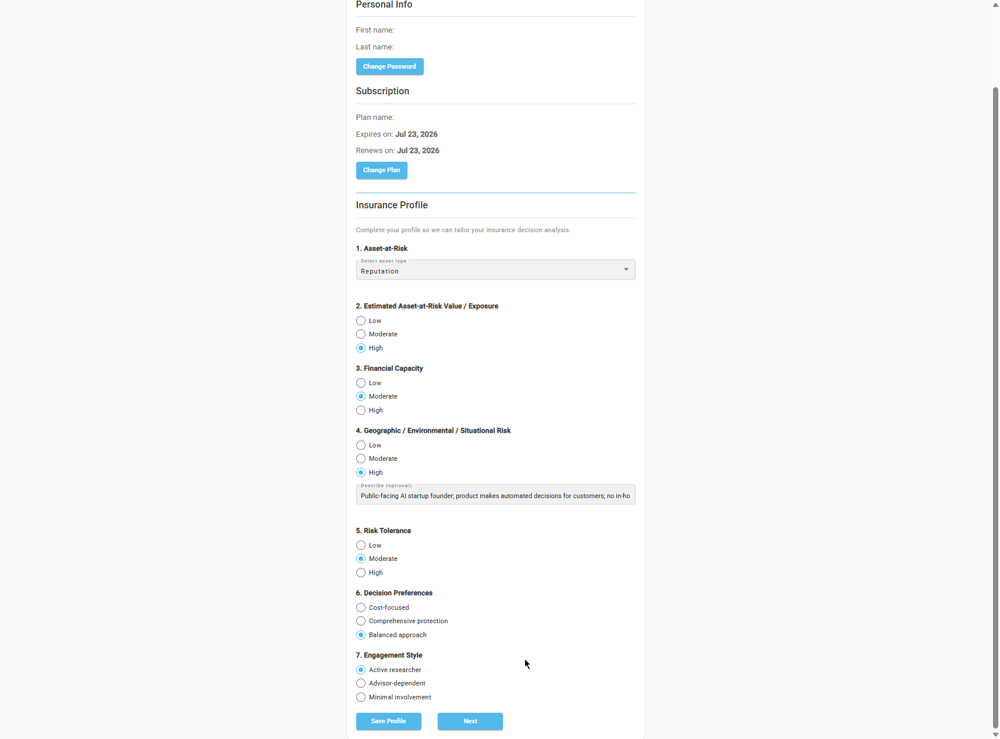 Personal Info
First name:
Last name:
Change Password
Subscription
Plan name:
Expires on: Jul 23, 2026
Renews on: Jul 23, 2026
Change Plan
Insurance Profile
Complete your profile so we can tailor your insurance decision analysis.
1. Asset-at-Risk
Select asset type
Reputation
2. Estimated Asset-at-Risk Value / Exposure
Low
Moderate
High
3. Financial Capacity
Low
Moderate
High
4. Geographic / Environmental / Situational Risk
Low
Moderate
High
Describe (optional)
Public-facing AI startup founder; product makes automated decisions for customers; no in-ho
5. Risk Tolerance
Low
Moderate
High
6. Decision Preferences
Cost-focused
Comprehensive protection
Balanced approach
7. Engagement Style
Active researcher
Advisor-dependent
Minimal involvement
Save Profile
Next